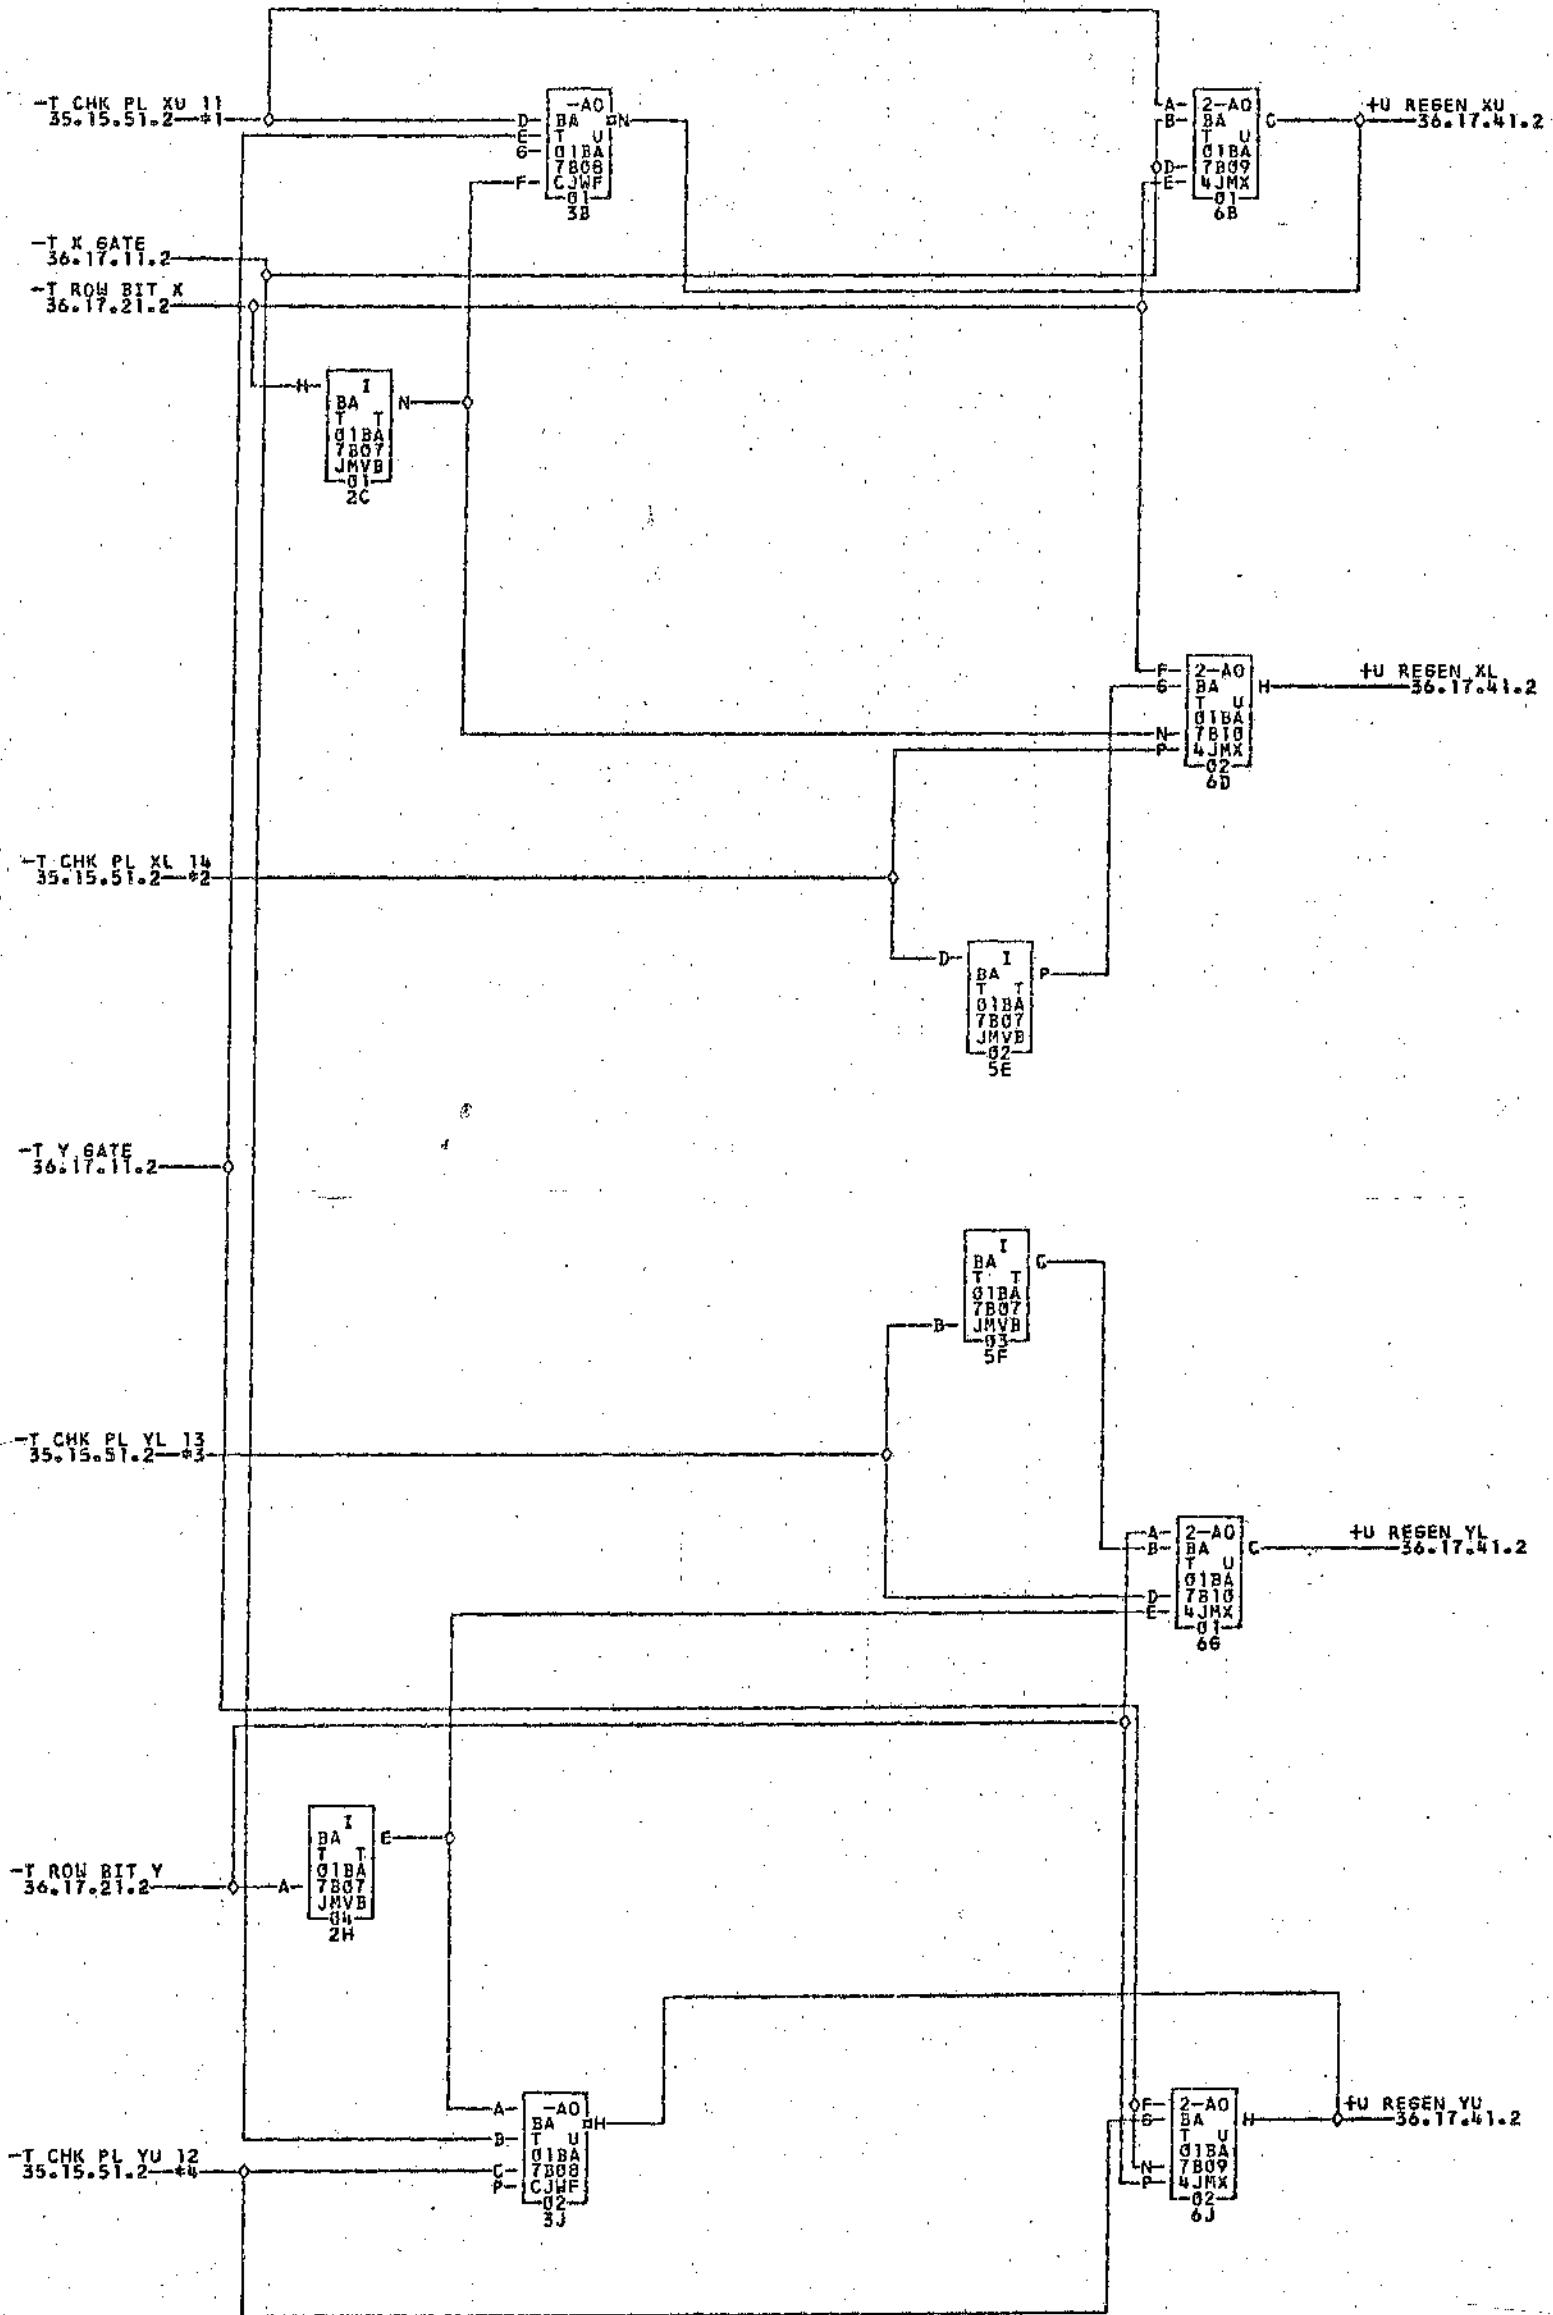 -T CHK PL XU 11
35.15.51.2 *1
D
E
G
F
-AO
BA N
T U
01BA
7B08
CJWF
01
3B
A
B
D
E
2-AO
BA
T U
01BA
7B09
4JMX
01
6B
C
+U REGEN XU
36.17.41.2
-T X GATE
36.17.11.2
-T ROW BIT X
36.17.21.2
H
I
BA
T T
01BA
7B07
JMVB
01
2C
N
F
G
N
P
2-AO
BA
T U
01BA
7B10
4JMX
02
6D
H
+U REGEN XL
36.17.41.2
-T CHK PL XL 14
35.15.51.2 *2
D
I
BA
T T
01BA
7B07
JMVB
02
5E
P
-T Y GATE
36.17.11.2
B
I
BA
T T
01BA
7B07
JMVB
03
5F
C
-T CHK PL YL 13
35.15.51.2 *3
A
B
D
E
2-AO
BA
T U
01BA
7B10
4JMX
01
6G
C
+U REGEN YL
36.17.41.2
-T ROW BIT Y
36.17.21.2
A
I
BA
T T
01BA
7B07
JMVB
04
2H
E
-T CHK PL YU 12
35.15.51.2 *4
A
B
C
P
-AO
BA H
T U
01BA
7B08
CJWF
02
3J
F
G
N
P
2-AO
BA
T U
01BA
7B09
4JMX
02
6J
H
+U REGEN YU
36.17.41.2